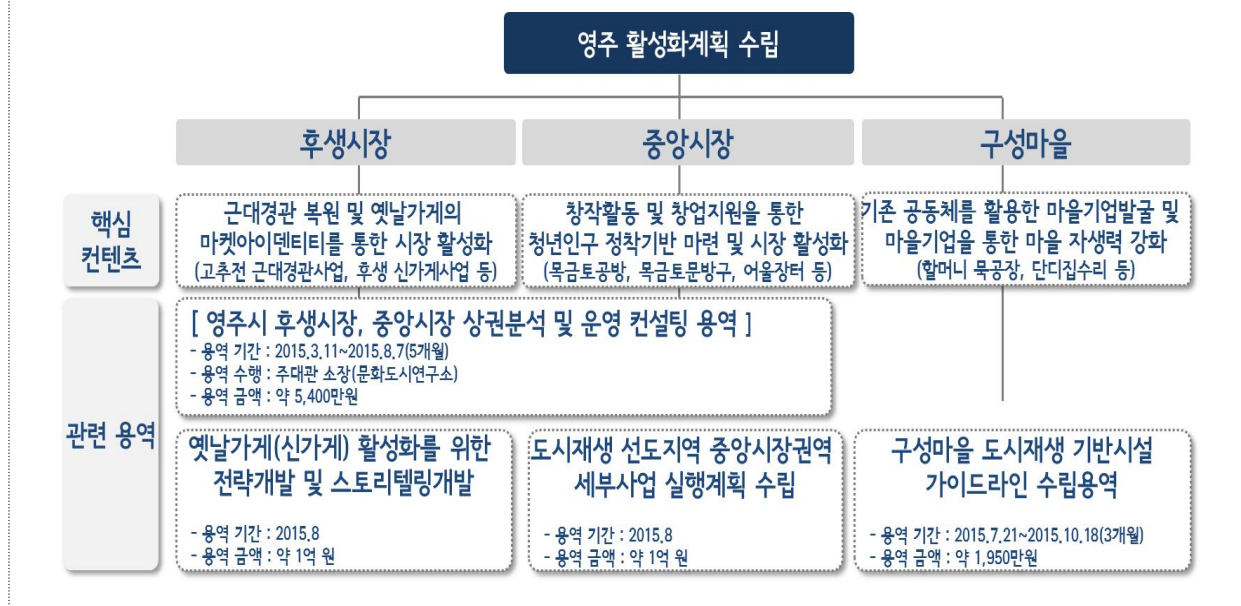 영주 활성화계획 수립
후생시장
중앙시장
구성마을
핵심
컨텐츠
근대경관 복원 및 옛날가게의
마켓아이덴티티를 통한 시장 활성화
(고추전 근대경관사업, 후생 신가게사업 등)
창작활동 및 창업지원을 통한
청년인구 정착기반 마련 및 시장 활성화
(목금토공방, 목금토문방구, 어울장터 등)
기존 공동체를 활용한 마을기업발굴 및
마을기업을 통한 마을 자생력 강화
(할머니 묵공장, 단디집수리 등)
관련 용역
[ 영주시 후생시장, 중앙시장 상권분석 및 운영 컨설팅 용역 ]
- 용역 기간 : 2015.3.11~2015.8.7(5개월)
- 용역 수행 : 주대관 소장(문화도시연구소)
- 용역 금액 : 약 5,400만원
옛날가게(신가게) 활성화를 위한
전략개발 및 스토리텔링개발
- 용역 기간 : 2015.8
- 용역 금액 : 약 1억 원
도시재생 선도지역 중앙시장권역
세부사업 실행계획 수립
- 용역 기간 : 2015.8
- 용역 금액 : 약 1억 원
구성마을 도시재생 기반시설
가이드라인 수립용역
- 용역 기간 : 2015.7.21~2015.10.18(3개월)
- 용역 금액 : 약 1,950만원